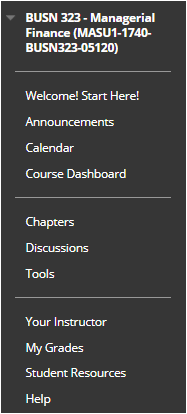 BUSN 323 - Managerial
Finance (MASU1-1740-
BUSN323-05120)
Welcome! Start Here!
Announcements
Calendar
Course Dashboard
Chapters
Discussions
Tools
Your Instructor
My Grades
Student Resources
Help